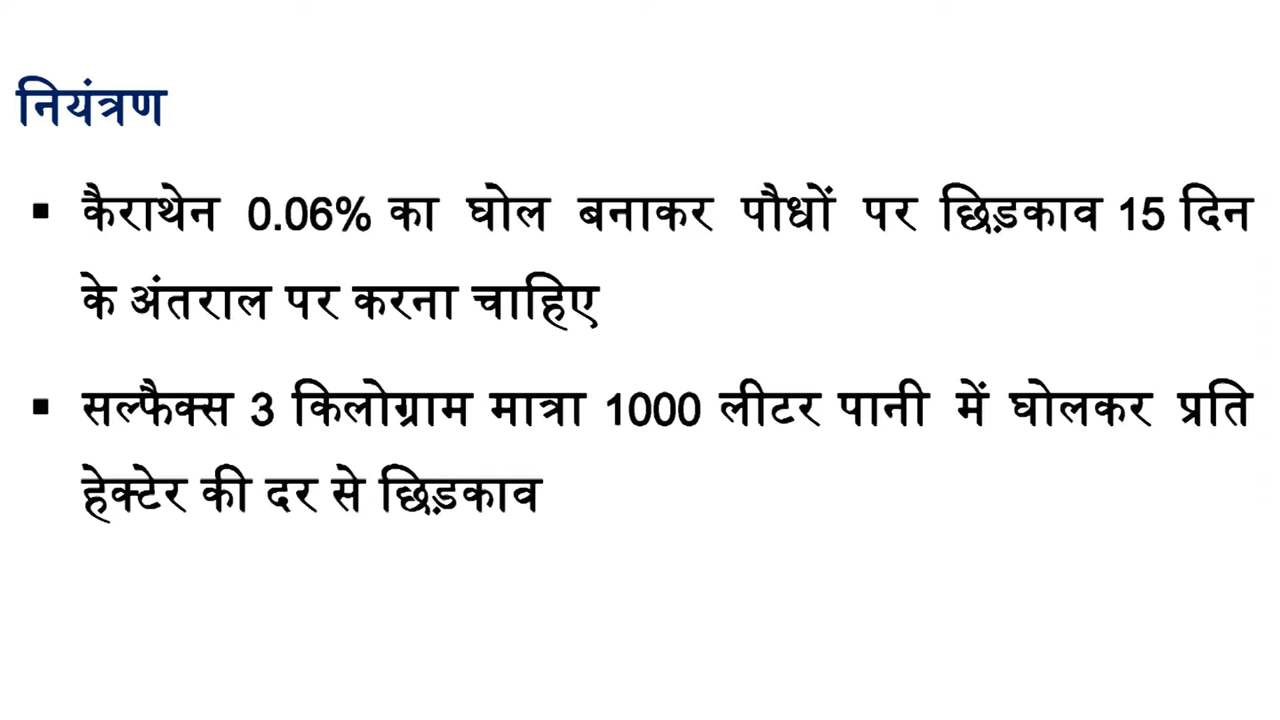 नियंत्रण
▪ कैराथेन 0.06% का घोल बनाकर पौधों पर छिड़काव 15 दिन
के अंतराल पर करना चाहिए
▪ सल्फैक्स 3 किलोग्राम मात्रा 1000 लीटर पानी में घोलकर प्रति
हेक्टेर की दर से छिड़काव